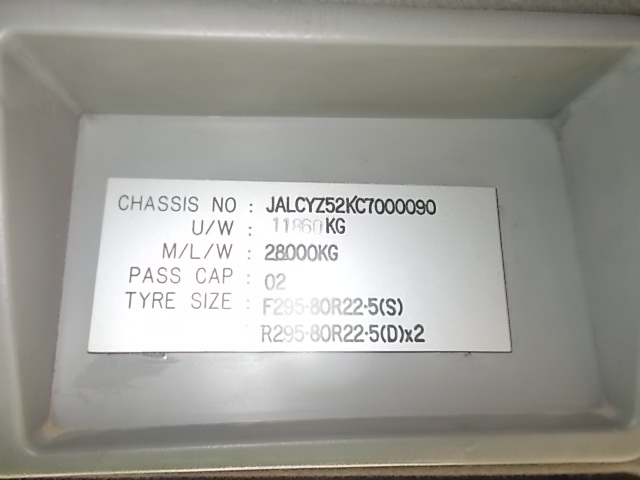 CHASSIS NO : JALCYZ52KC7000090
U/W : 11860KG
M/L/W : 28000KG
PASS CAP : 02
TYRE SIZE : F295·80R22·5(S)
R295·80R22·5(D)x2